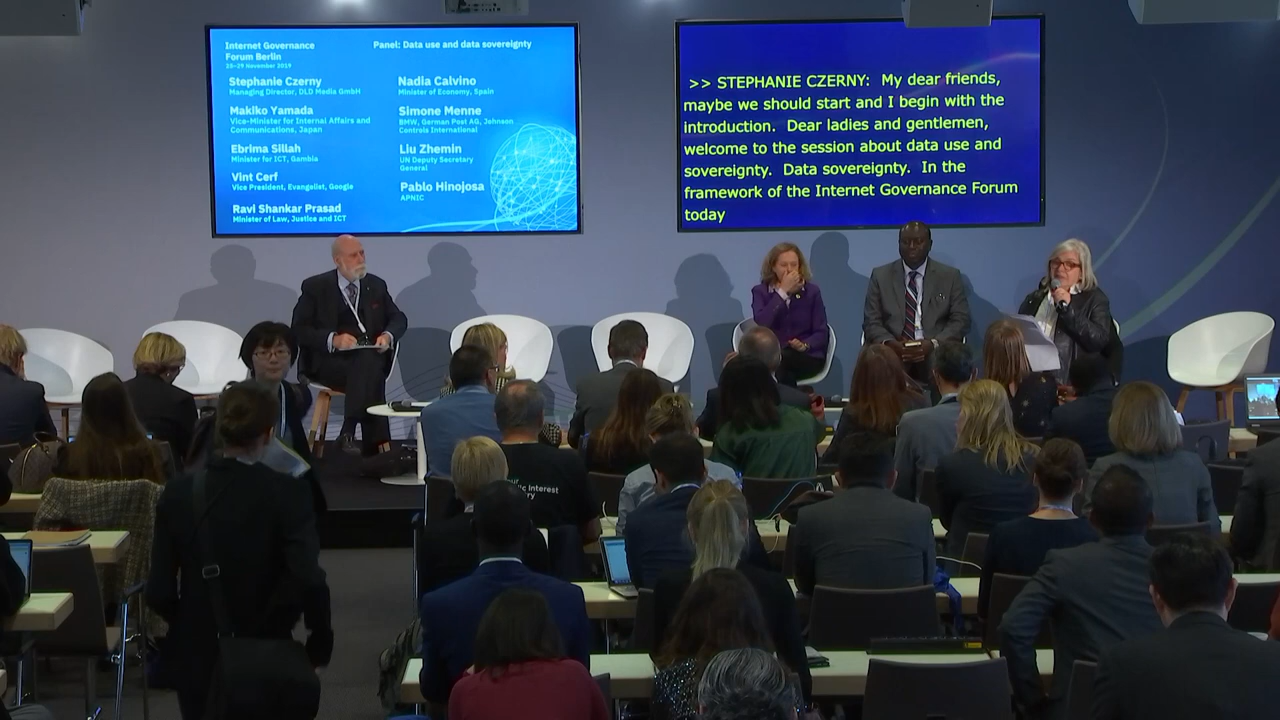 Internet Governance
Forum Berlin
25–29 November 2019
Panel: Data use and data sovereignty
Stephanie Czerny
Managing Director, DLD Media GmbH
Makiko Yamada
Vice-Minister for Internal Affairs and
Communications, Japan
Ebrima Sillah
Minister for ICT, Gambia
Vint Cerf
Vice President, Evangelist, Google
Ravi Shankar Prasad
Minister of Law, Justice and ICT
Nadia Calvino
Minister of Economy, Spain
Simone Menne
BMW, German Post AG, Johnson
Controls International
Liu Zhemin
UN Deputy Secretary
General
Pablo Hinojosa
APNIC
>> STEPHANIE CZERNY: My dear friends,
maybe we should start and I begin with the
introduction. Dear ladies and gentlemen,
welcome to the session about data use and
sovereignty. Data sovereignty. In the
framework of the Internet Governance Forum
today
Interest